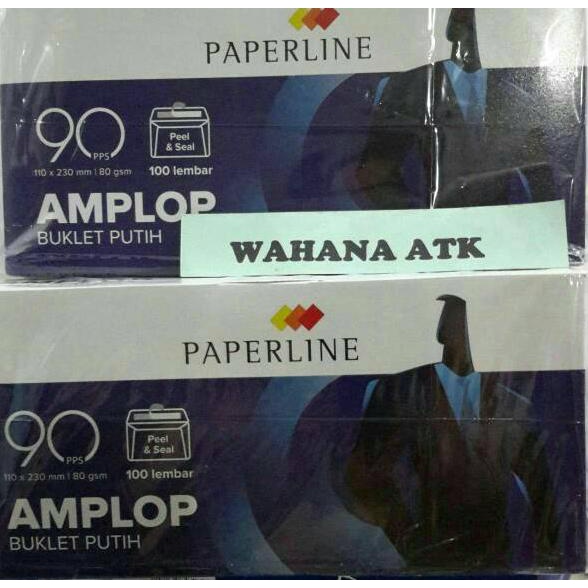 PAPERLINE
90
PPS
Peel
& Seal
110 x 230 mm | 80 gsm
100 lembar
AMPLOP
BUKLET PUTIH
WAHANA ATK
PAPERLINE
90
PPS
Peel
& Seal
110 x 230 mm | 80 gsm
100 lembar
AMPLOP
BUKLET PUTIH